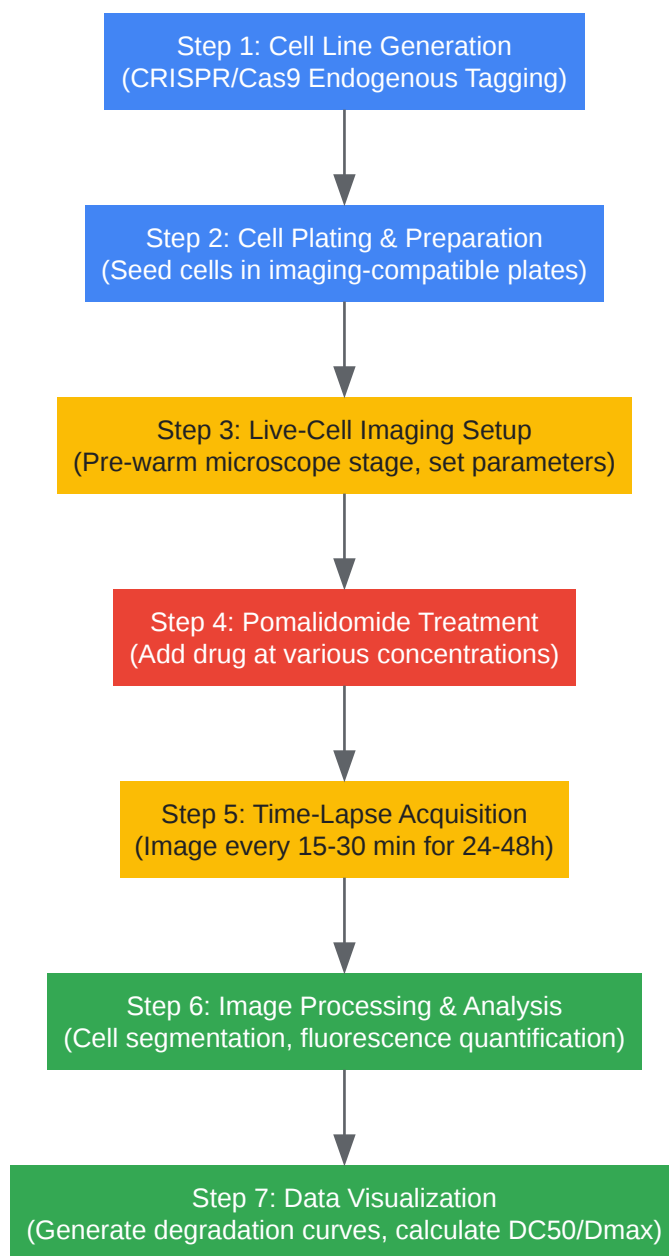 Step 1: Cell Line Generation
(CRISPR/Cas9 Endogenous Tagging)
Step 2: Cell Plating & Preparation
(Seed cells in imaging-compatible plates)
Step 3: Live-Cell Imaging Setup
(Pre-warm microscope stage, set parameters)
Step 4: Pomalidomide Treatment
(Add drug at various concentrations)
Step 5: Time-Lapse Acquisition
(Image every 15-30 min for 24-48h)
Step 6: Image Processing & Analysis
(Cell segmentation, fluorescence quantification)
Step 7: Data Visualization
(Generate degradation curves, calculate DC50/Dmax)